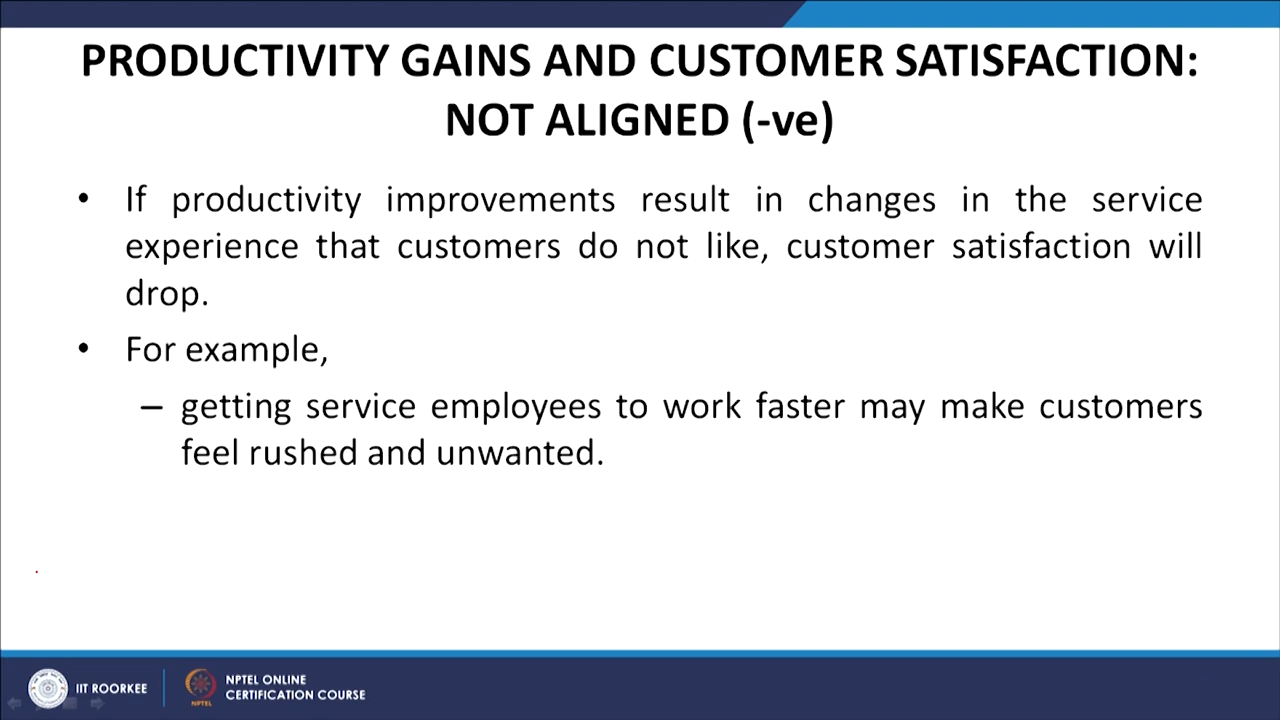 PRODUCTIVITY GAINS AND CUSTOMER SATISFACTION:
NOT ALIGNED (-ve)
• If productivity improvements result in changes in the service
experience that customers do not like, customer satisfaction will
drop.
• For example,
– getting service employees to work faster may make customers
feel rushed and unwanted.
IIT ROORKEE
NPTEL
NPTEL ONLINE
CERTIFICATION COURSE